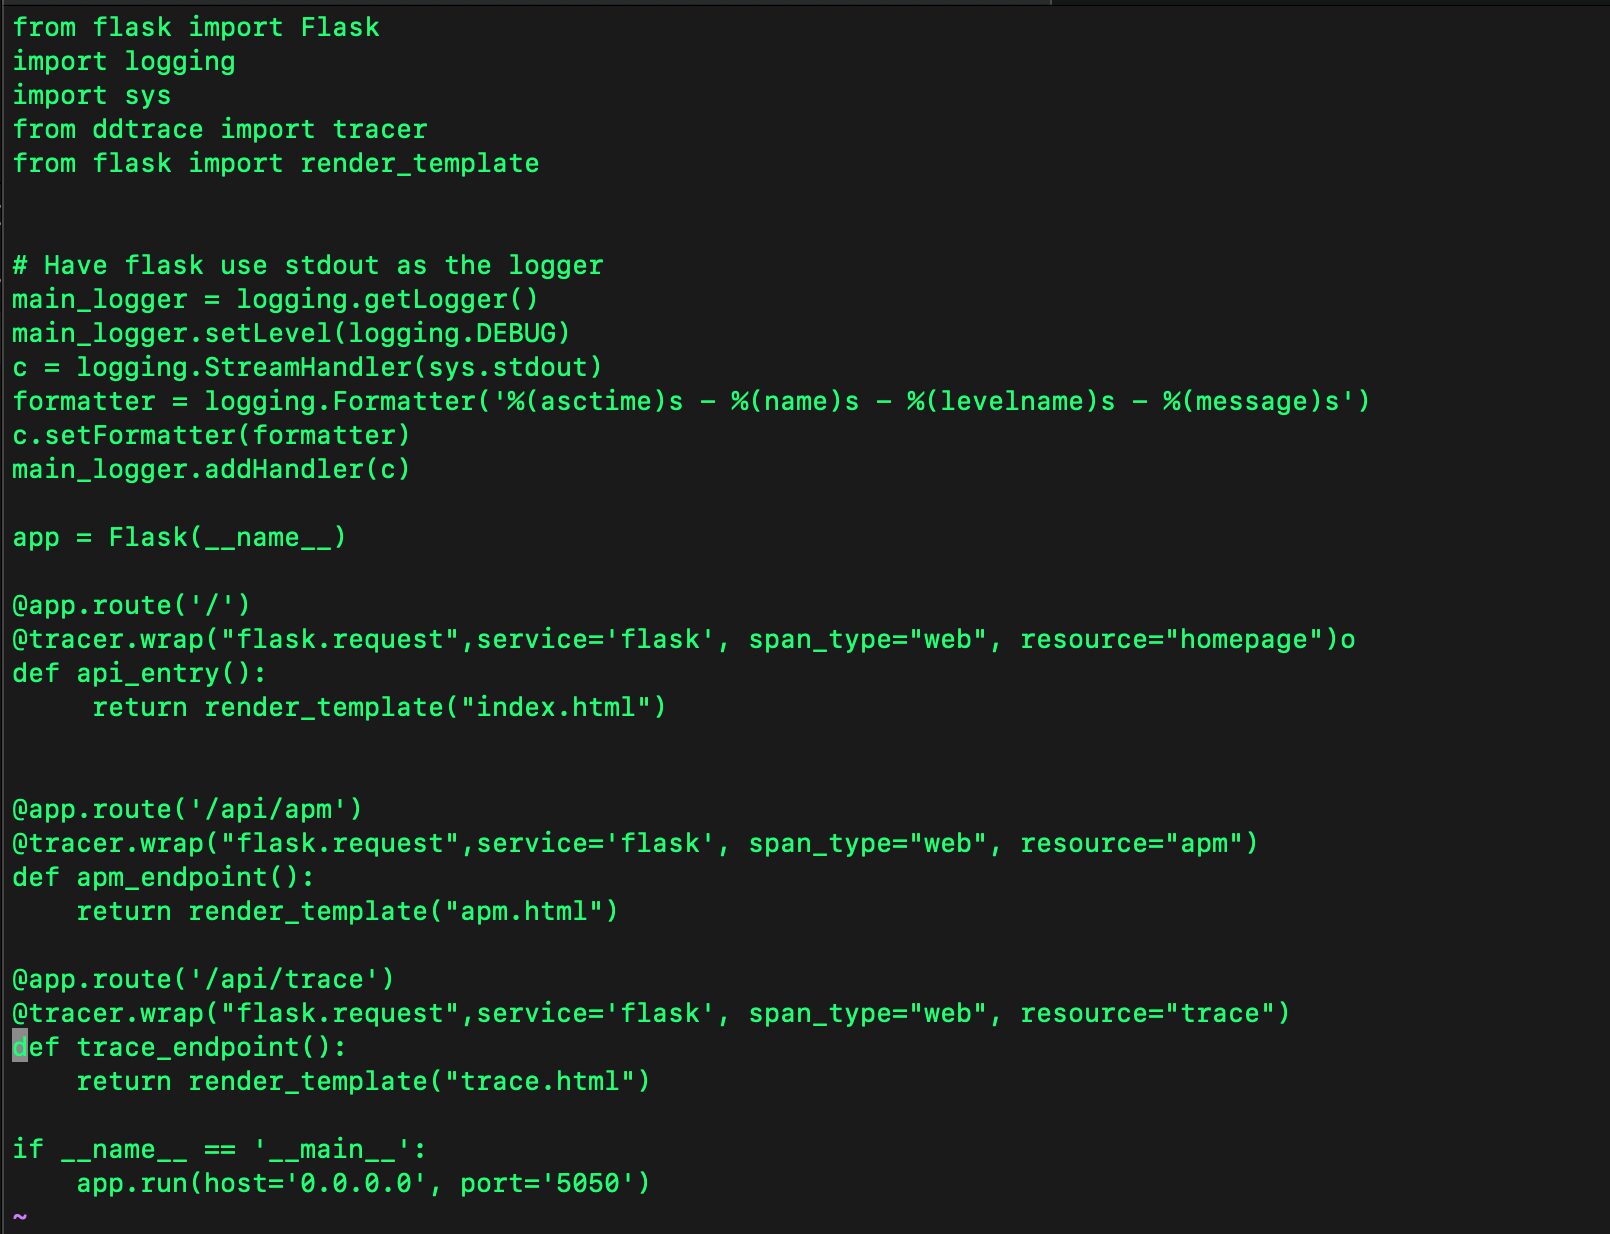 from flask import Flask
import logging
import sys
from ddtrace import tracer
from flask import render_template
# Have flask use stdout as the logger
main_logger = logging.getLogger()
main_logger.setLevel(logging.DEBUG)
c = logging.StreamHandler(sys.stdout)
formatter = logging.Formatter('%(asctime)s - %(name)s - %(levelname)s - %(message)s')
c.setFormatter(formatter)
main_logger.addHandler(c)
app = Flask(__name__)
@app.route('/')
@tracer.wrap("flask.request",service='flask', span_type="web", resource="homepage")o
def api_entry():
     return render_template("index.html")
@app.route('/api/apm')
@tracer.wrap("flask.request",service='flask', span_type="web", resource="apm")
def apm_endpoint():
    return render_template("apm.html")
@app.route('/api/trace')
@tracer.wrap("flask.request",service='flask', span_type="web", resource="trace")
def trace_endpoint():
    return render_template("trace.html")
if __name__ == '__main__':
    app.run(host='0.0.0.0', port='5050')
~